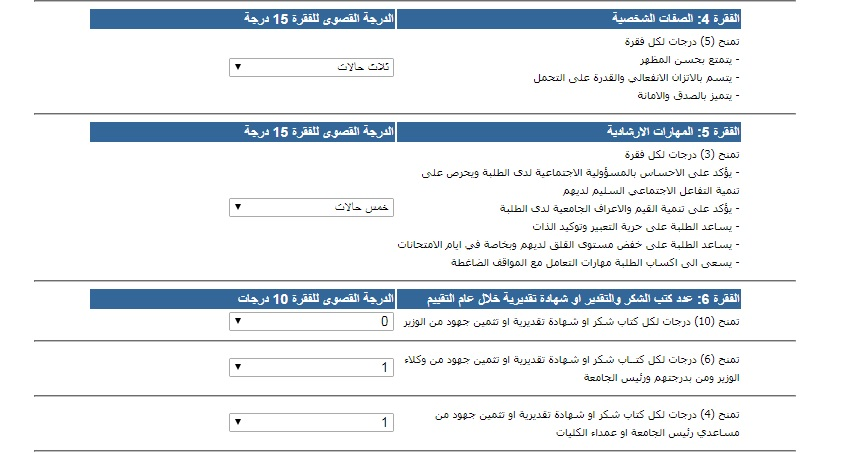 الفقرة 4: الصفات الشخصية
الدرجة القصوى للفقرة 15 درجة
تمنح (5) درجات لكل فقرة
- يتمتع بحسن المظهر
- يتسم بالاتزان الانفعالي والقدرة على التحمل
- يتميز بالصدق والامانة
ثلاث حالات
الفقرة 5: المهارات الارشادية
الدرجة القصوى للفقرة 15 درجة
تمنح (3) درجات لكل فقرة
- يؤكد على الاحساس بالمسؤولية الاجتماعية لدى الطلبة ويحرص على
تنمية التفاعل الاجتماعي السليم لديهم
- يؤكد على تنمية القيم والاعراف الجامعية لدى الطلبة
- يساعد الطلبة على حرية التعبير وتوكيد الذات
- يساعد الطلبة على خفض مستوى القلق لديهم وبخاصة في ايام الامتحانات
- يسعى الى اكساب الطلبة مهارات التعامل مع المواقف الضاغطة
خمس حالات
الفقرة 6: عدد كتب الشكر والتقدير او شهادة تقديرية خلال عام التقييم
الدرجة القصوى للفقرة 10 درجات
تمنح (10) درجات لكل كتاب شكر او شهادة تقديرية او تثمين جهود من الوزير
0
تمنح (6) درجات لكل كتــاب شكر او شهادة تقديرية او تثمين جهود من وكلاء
الوزير ومن بدرجتهم ورئيس الجامعة
1
تمنح (4) درجات لكل كتاب شكر او شهادة تقديرية او تثمين جهود من
مساعدي رئيس الجامعة او عمداء الكليات
1